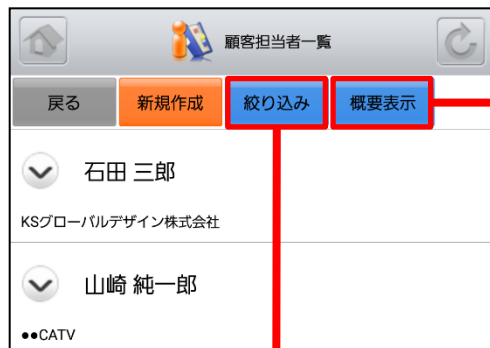 顧客担当者一覧
戻る 新規作成 絞り込み 概要表示
石田 三郎
KSグローバルデザイン株式会社
山崎 純一郎
●●CATV